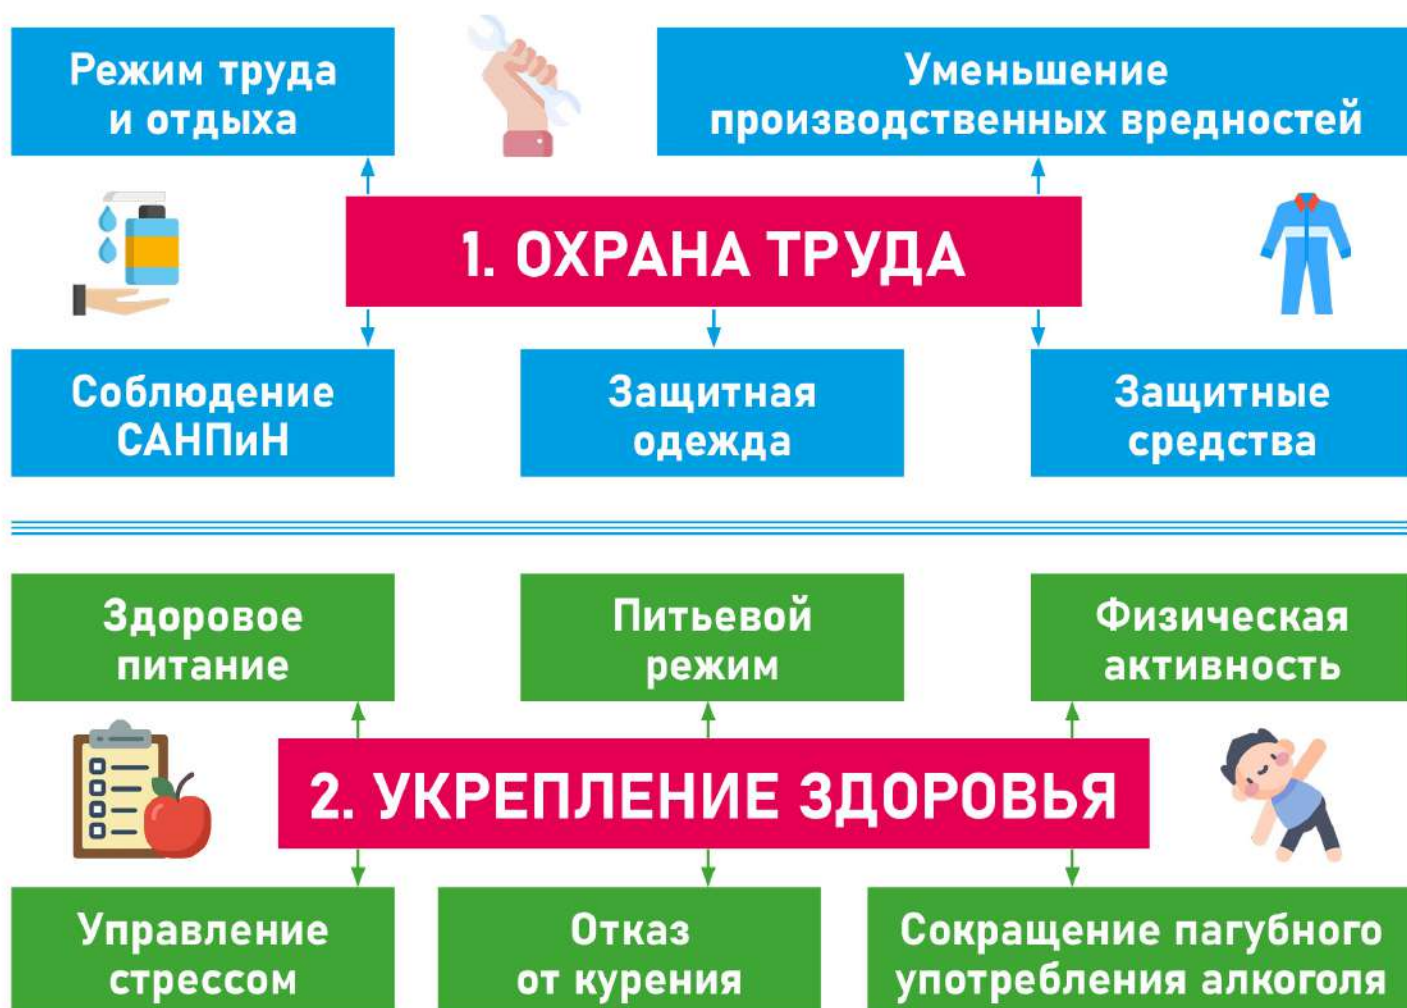 Режим труда
и отдыха
Уменьшение
производственных вредностей
1. ОХРАНА ТРУДА
Соблюдение
САНПиН
Защитная
одежда
Защитные
средства
Здоровое
питание
Питьевой
режим
Физическая
активность
2. УКРЕПЛЕНИЕ ЗДОРОВЬЯ
Управление
стрессом
Отказ
от курения
Сокращение пагубного
употребления алкоголя